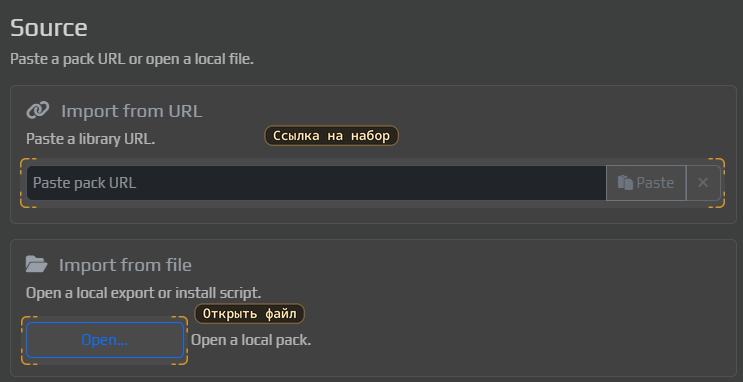 Source
Paste a pack URL or open a local file.
Import from URL
Paste a library URL.
Ссылка на набор
Paste pack URL
Paste
×
Import from file
Open a local export or install script.
Открыть файл
Open...
Open a local pack.